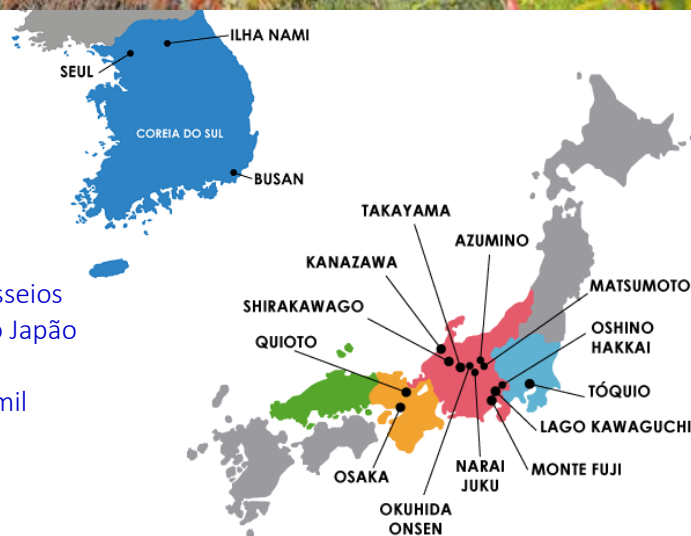 ILHA NAMI
SEUL
COREIA DO SUL
BUSAN
TAKAYAMA
AZUMINO
KANAZAWA
MATSUMOTO
SHIRAKAWAGO
OSHINO
HAKKAI
QUIOTO
TÓQUIO
LAGO KAWAGUCHI
OSAKA
NARAI
JUKU
MONTE FUJI
OKUHIDA
ONSEN
sseios
o Japão
mil